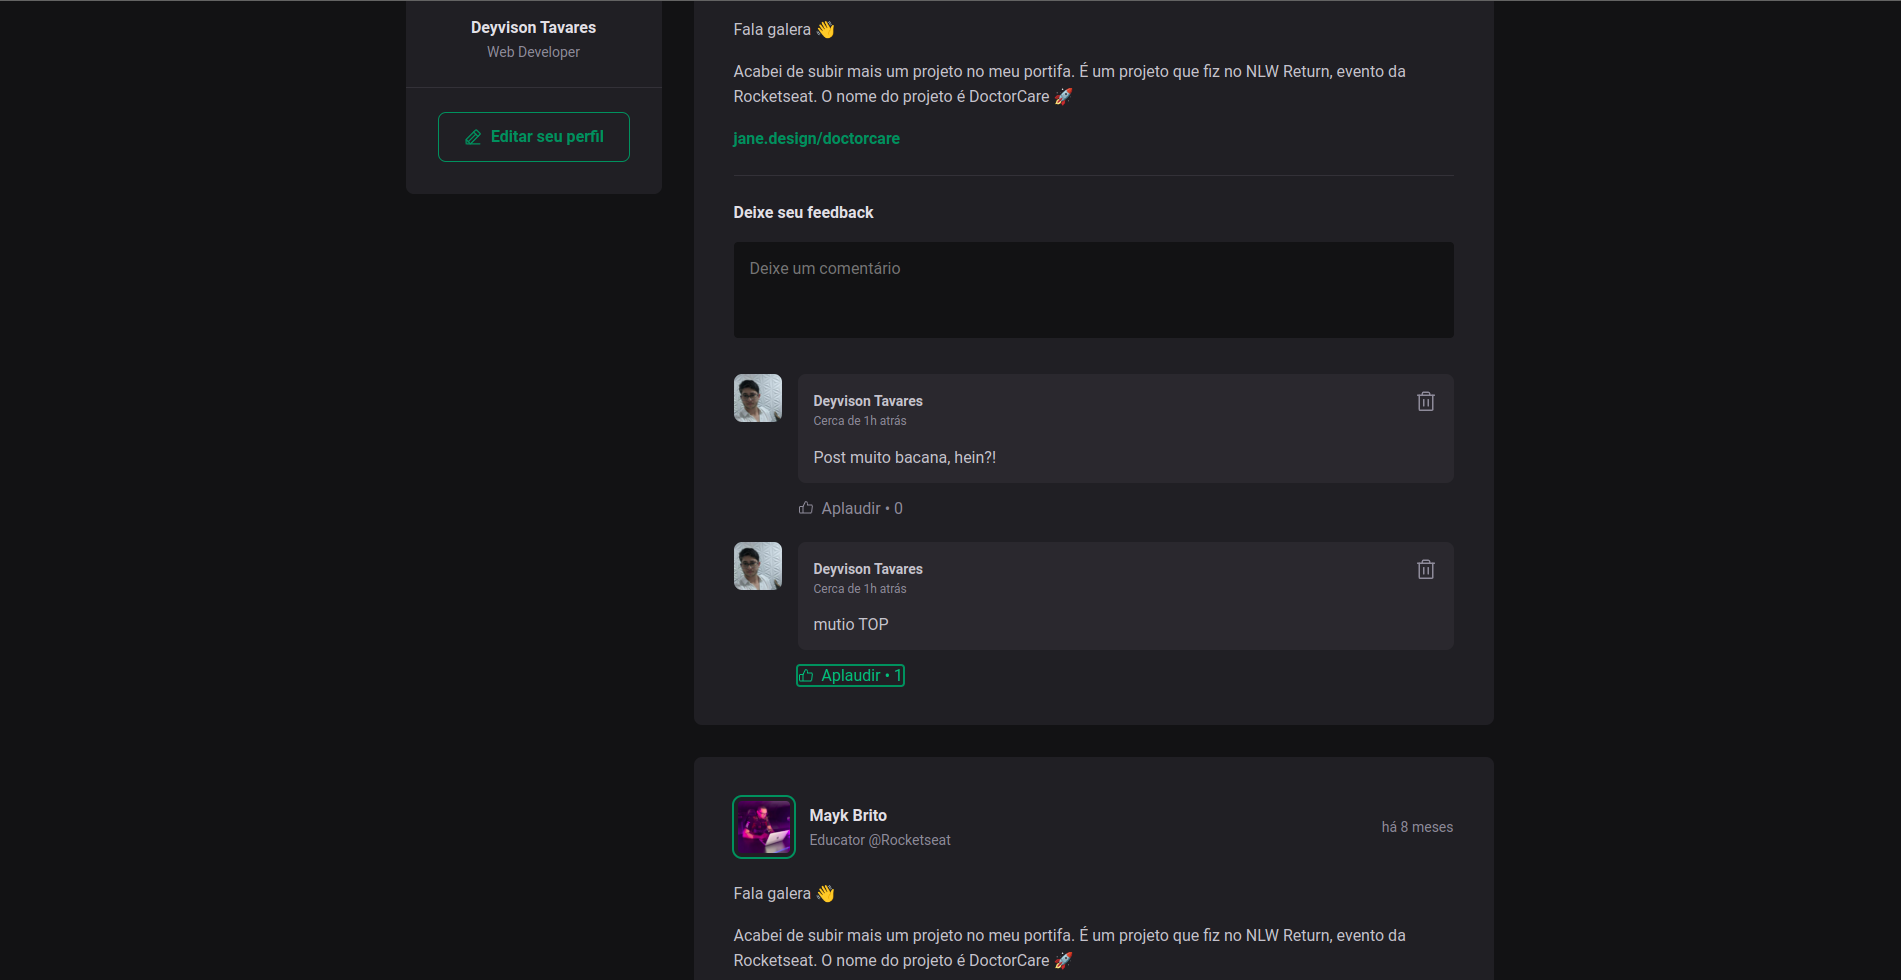 Deyvison Tavares
Web Developer
Editar seu perfil
Fala galera 👋
Acabei de subir mais um projeto no meu portifa. É um projeto que fiz no NLW Return, evento da
Rocketseat. O nome do projeto é DoctorCare 🚀
jane.design/doctorcare
Deixe seu feedback
Deixe um comentário
Deyvison Tavares
Cerca de 1h atrás
Post muito bacana, hein?!
Aplaudir • 0
Deyvison Tavares
Cerca de 1h atrás
mutio TOP
Aplaudir • 1
Mayk Brito
Educator @Rocketseat
há 8 meses
Fala galera 👋
Acabei de subir mais um projeto no meu portifa. É um projeto que fiz no NLW Return, evento da
Rocketseat. O nome do projeto é DoctorCare 🚀